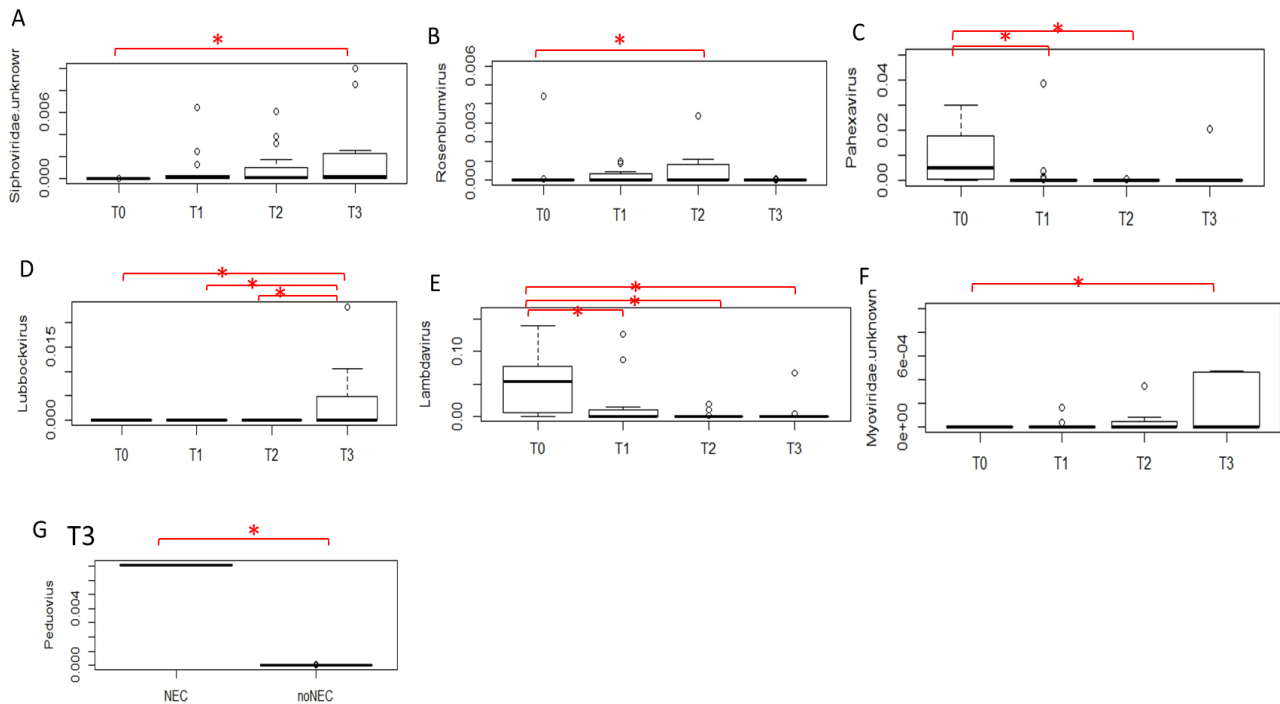 A
B
C
Siphoviridae.unknowr
0.000
0.006
T0 T1 T2 T3
*
Rosenblumvirus
0.000
0.003
0.006
T0 T1 T2 T3
*
Pahexavirus
0.00
0.02
0.04
T0 T1 T2 T3
*
*
D
E
F
Lubbockvirus
0.000
0.015
T0 T1 T2 T3
*
*
*
Lambdavirus
0.00
0.10
T0 T1 T2 T3
*
*
*
Myoviridae.unknown
0e+00
6e-04
T0 T1 T2 T3
*
G T3
Peduovius
0.000
0.004
NEC noNEC
*